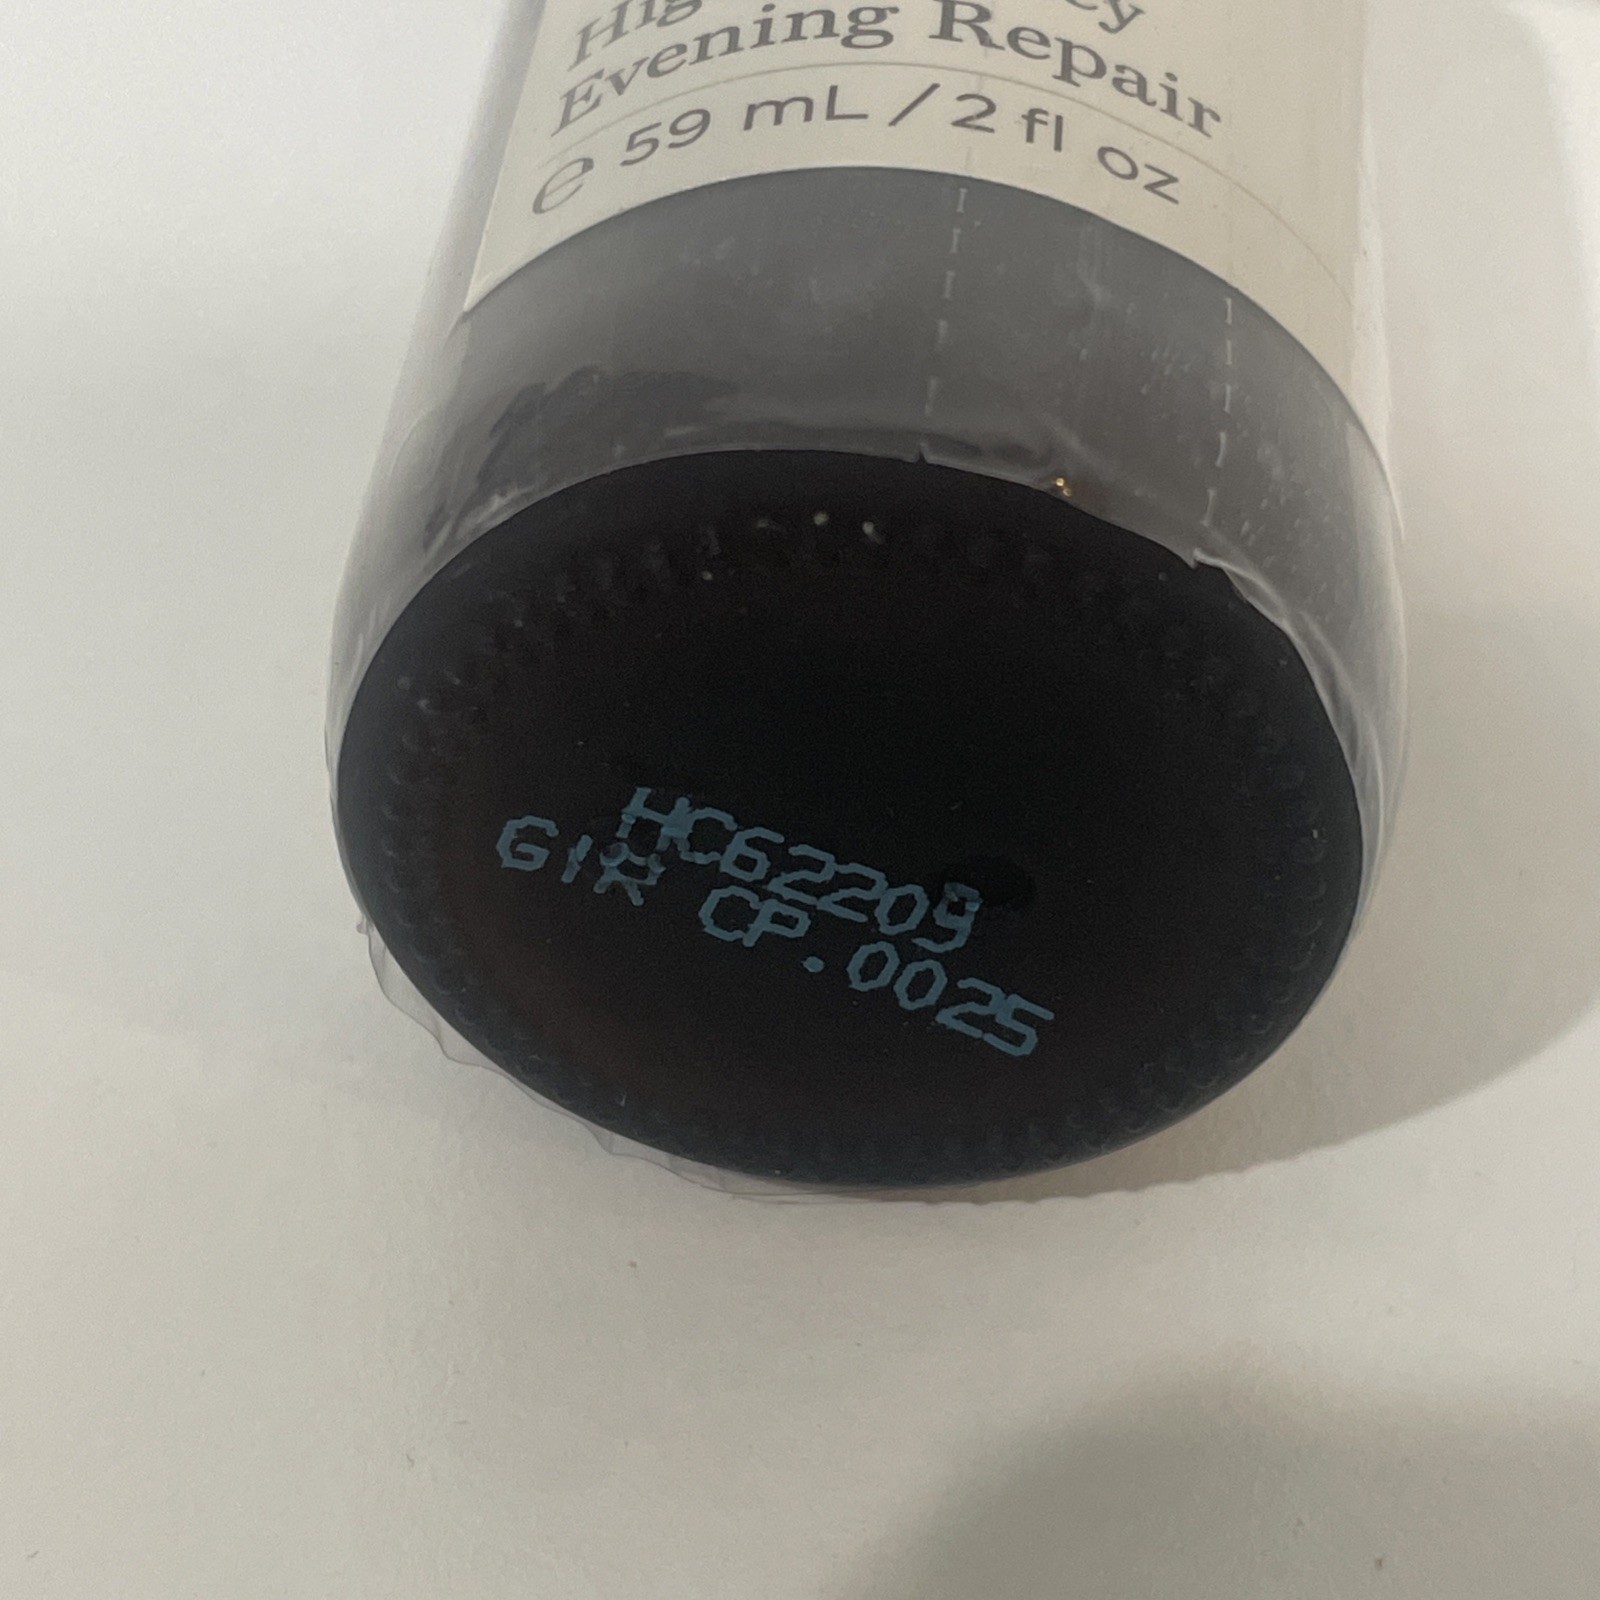 Evening Repair
e 59 mL / 2 fl oz
HC62209
GIR CP.0025